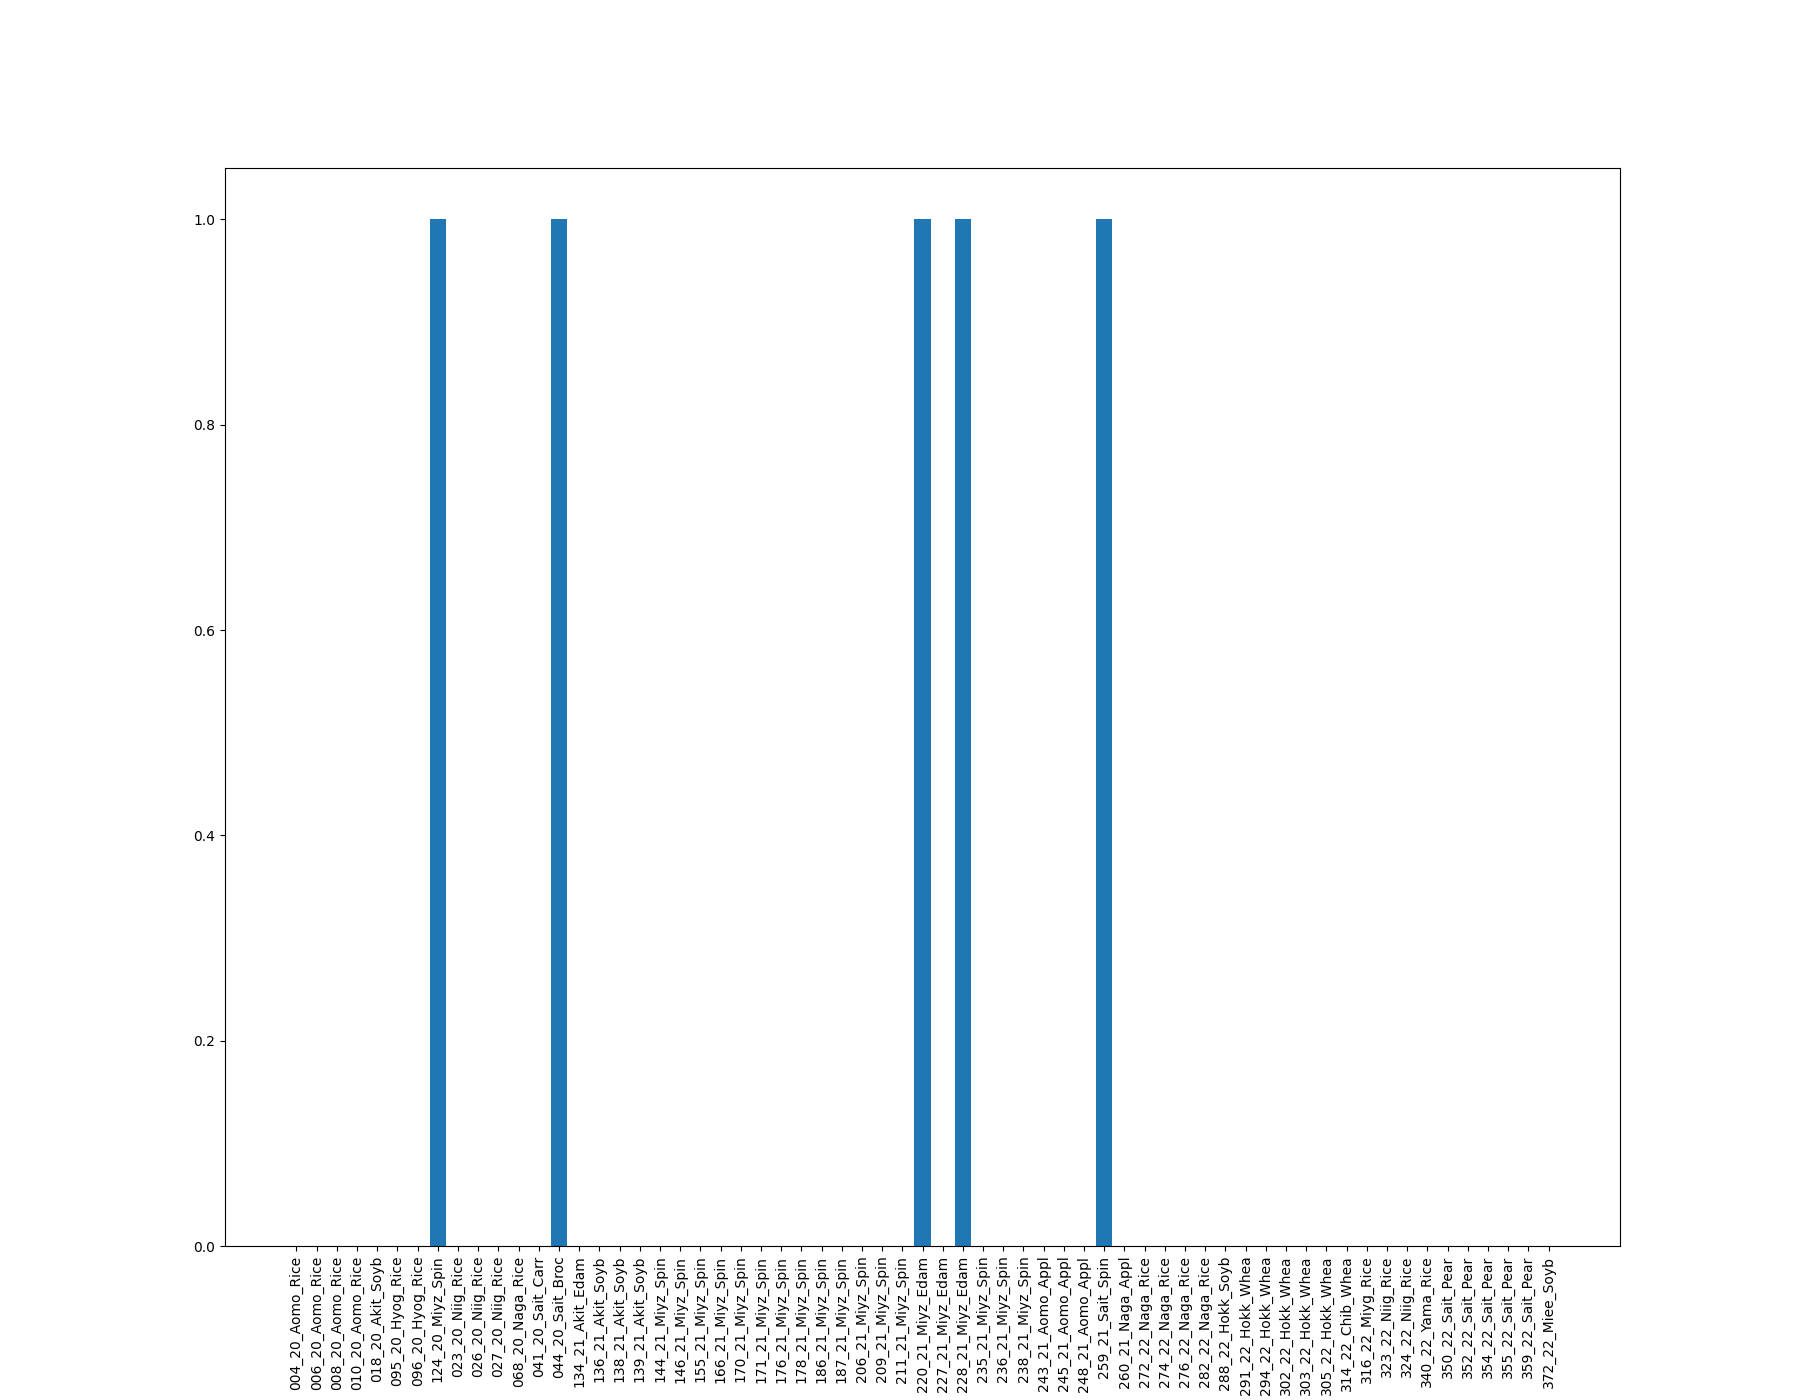 1.0
0.8
0.6
0.4
0.2
0.0
004_20_Aomo_Rice
006_20_Aomo_Rice
008_20_Aomo_Rice
010_20_Aomo_Rice
018_20_Akit_Soyb
095_20_Hyog_Rice
096_20_Hyog_Rice
124_20_Miyz_Spin
023_20_Niig_Rice
026_20_Niig_Rice
027_20_Niig_Rice
068_20_Naga_Rice
041_20_Sait_Carr
044_20_Sait_Broc
134_21_Akit_Edam
136_21_Akit_Soyb
138_21_Akit_Soyb
139_21_Akit_Soyb
144_21_Miyz_Spin
146_21_Miyz_Spin
155_21_Miyz_Spin
166_21_Miyz_Spin
170_21_Miyz_Spin
171_21_Miyz_Spin
176_21_Miyz_Spin
178_21_Miyz_Spin
186_21_Miyz_Spin
187_21_Miyz_Spin
206_21_Miyz_Spin
209_21_Miyz_Spin
211_21_Miyz_Spin
220_21_Miyz_Edam
227_21_Miyz_Edam
228_21_Miyz_Edam
235_21_Miyz_Spin
236_21_Miyz_Spin
238_21_Miyz_Spin
243_21_Aomo_Appl
245_21_Aomo_Appl
248_21_Aomo_Appl
259_21_Sait_Spin
260_21_Naga_Appl
272_22_Naga_Rice
274_22_Naga_Rice
276_22_Naga_Rice
282_22_Naga_Rice
288_22_Hokk_Soyb
291_22_Hokk_Whea
294_22_Hokk_Whea
302_22_Hokk_Whea
303_22_Hokk_Whea
305_22_Hokk_Whea
314_22_Chib_Whea
316_22_Miyg_Rice
323_22_Niig_Rice
324_22_Niig_Rice
340_22_Yama_Rice
350_22_Sait_Pear
352_22_Sait_Pear
354_22_Sait_Pear
355_22_Sait_Pear
359_22_Sait_Pear
372_22_Miee_Soyb